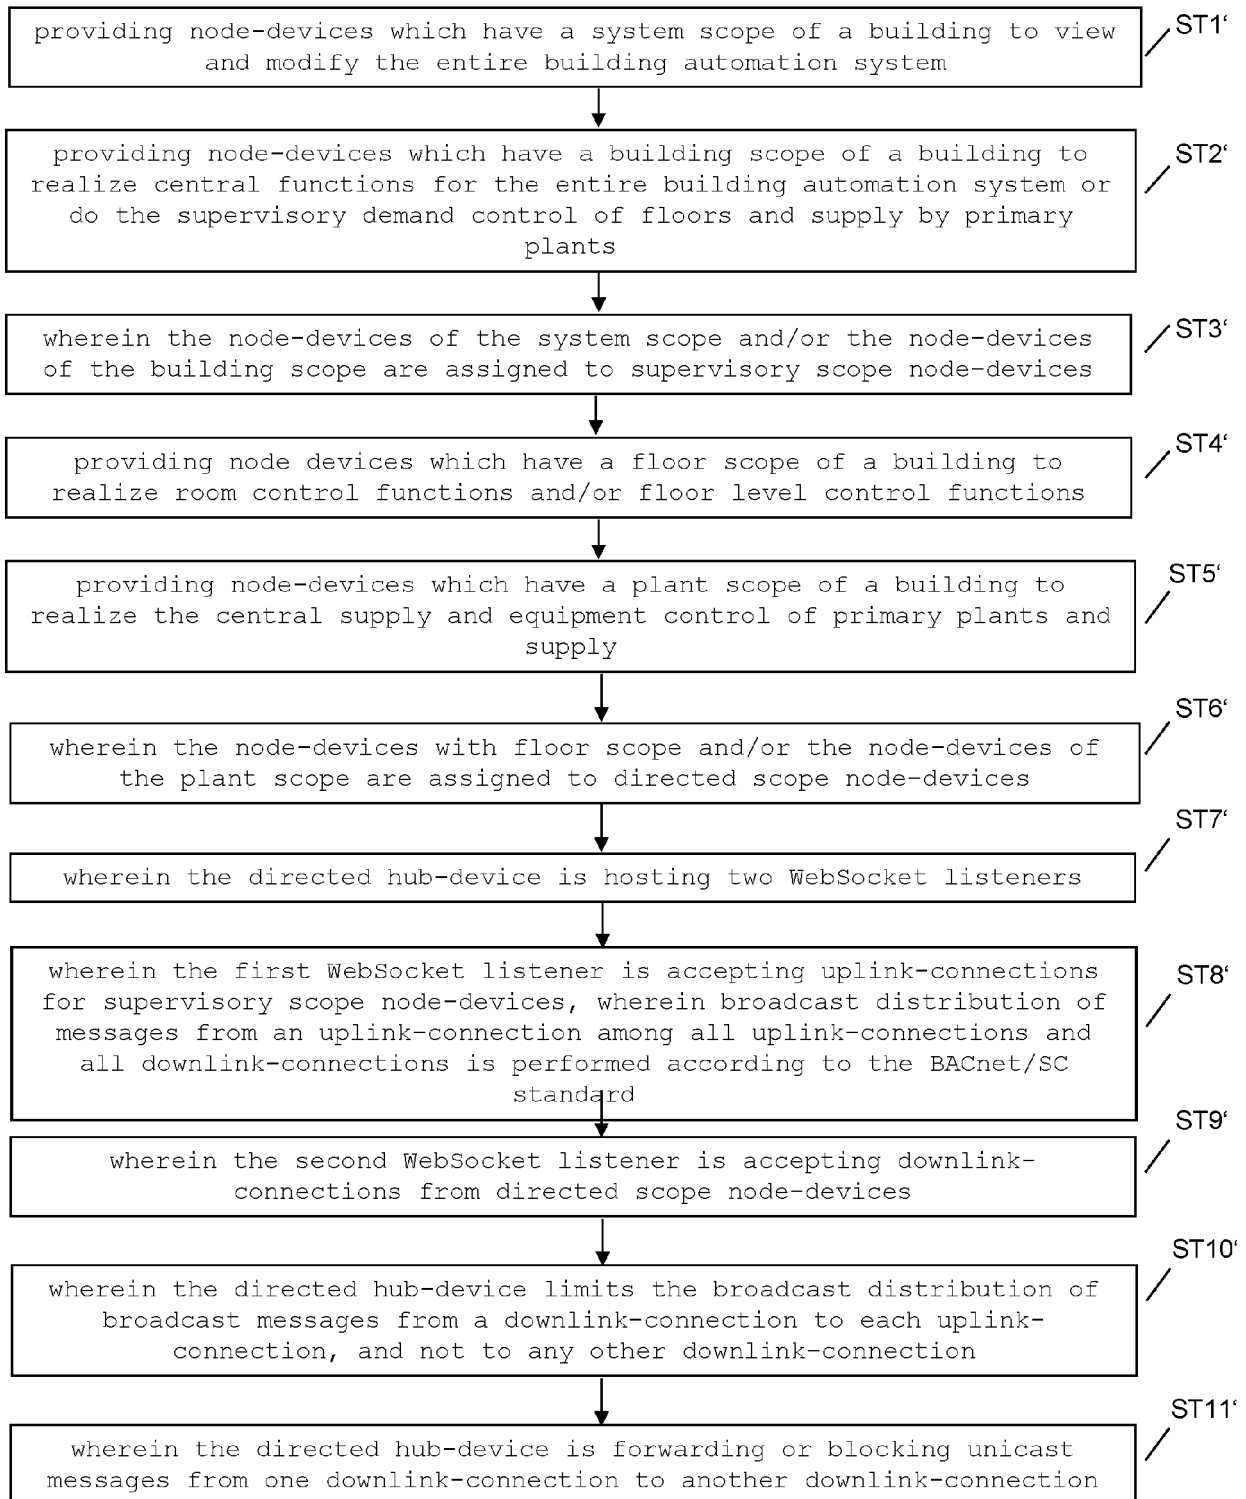 providing node-devices which have a system scope of a building to view
and modify the entire building automation system
ST1‘
providing node-devices which have a building scope of a building to
realize central functions for the entire building automation system or
do the supervisory demand control of floors and supply by primary
plants
ST2‘
wherein the node-devices of the system scope and/or the node-devices
of the building scope are assigned to supervisory scope node-devices
ST3‘
providing node devices which have a floor scope of a building to
realize room control functions and/or floor level control functions
ST4‘
providing node-devices which have a plant scope of a building to
realize the central supply and equipment control of primary plants and
supply
ST5‘
wherein the node-devices with floor scope and/or the node-devices of
the plant scope are assigned to directed scope node-devices
ST6‘
wherein the directed hub-device is hosting two WebSocket listeners
ST7‘
wherein the first WebSocket listener is accepting uplink-connections
for supervisory scope node-devices, wherein broadcast distribution of
messages from an uplink-connection among all uplink-connections and
all downlink-connections is performed according to the BACnet/SC
standard
ST8‘
wherein the second WebSocket listener is accepting downlink-
connections from directed scope node-devices
ST9‘
wherein the directed hub-device limits the broadcast distribution of
broadcast messages from a downlink-connection to each uplink-
connection, and not to any other downlink-connection
ST10‘
wherein the directed hub-device is forwarding or blocking unicast
messages from one downlink-connection to another downlink-connection
ST11‘